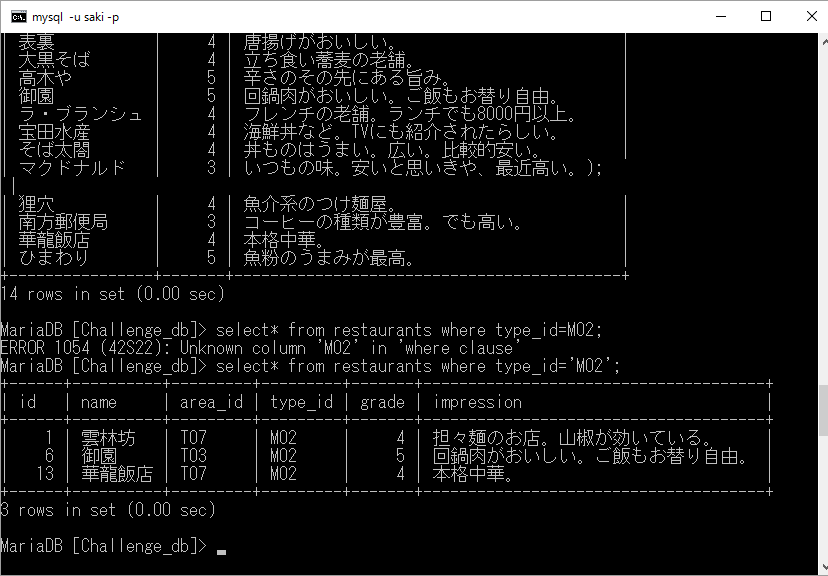 mysql -u saki -p
| 表裏 | 4 | 唐揚げがおいしい。 |
| 大黒そば | 4 | 立ち食い蕎麦の老舗。 |
| 高木や | 5 | 辛さのその先にある旨み。 |
| 御園 | 5 | 回鍋肉がおいしい。ご飯もお替り自由。 |
| ラ・ブランシュ | 4 | フレンチの老舗。ランチでも8000円以上。 |
| 宝田水産 | 4 | 海鮮丼など。TVにも紹介されたらしい。 |
| そば太閤 | 4 | 丼ものはうまい。広い。比較的安い。 |
| マクドナルド | 3 | いつもの味。安いと思いきや、最近高い。);
|
| 狸穴 | 4 | 魚介系のつけ麺屋。 |
| 南方郵便局 | 3 | コーヒーの種類が豊富。でも高い。 |
| 華龍飯店 | 4 | 本格中華。 |
| ひまわり | 5 | 魚粉のうまみが最高。 |
+-----------------+-------+-------------------------------------------+
14 rows in set (0.00 sec)
MariaDB [Challenge_db]> select* from restaurants where type_id=M02;
ERROR 1054 (42S22): Unknown column 'M02' in 'where clause'
MariaDB [Challenge_db]> select* from restaurants where type_id='M02';
+------+----------+---------+---------+-------+--------------------------------------+
| id | name | area_id | type_id | grade | impression |
+------+----------+---------+---------+-------+--------------------------------------+
| 1 | 雲林坊 | T07 | M02 | 4 | 担々麺のお店。山椒が効いている。 |
| 6 | 御園 | T03 | M02 | 5 | 回鍋肉がおいしい。ご飯もお替り自由。 |
| 13 | 華龍飯店 | T07 | M02 | 4 | 本格中華。 |
+------+----------+---------+---------+-------+--------------------------------------+
3 rows in set (0.00 sec)
MariaDB [Challenge_db]> _